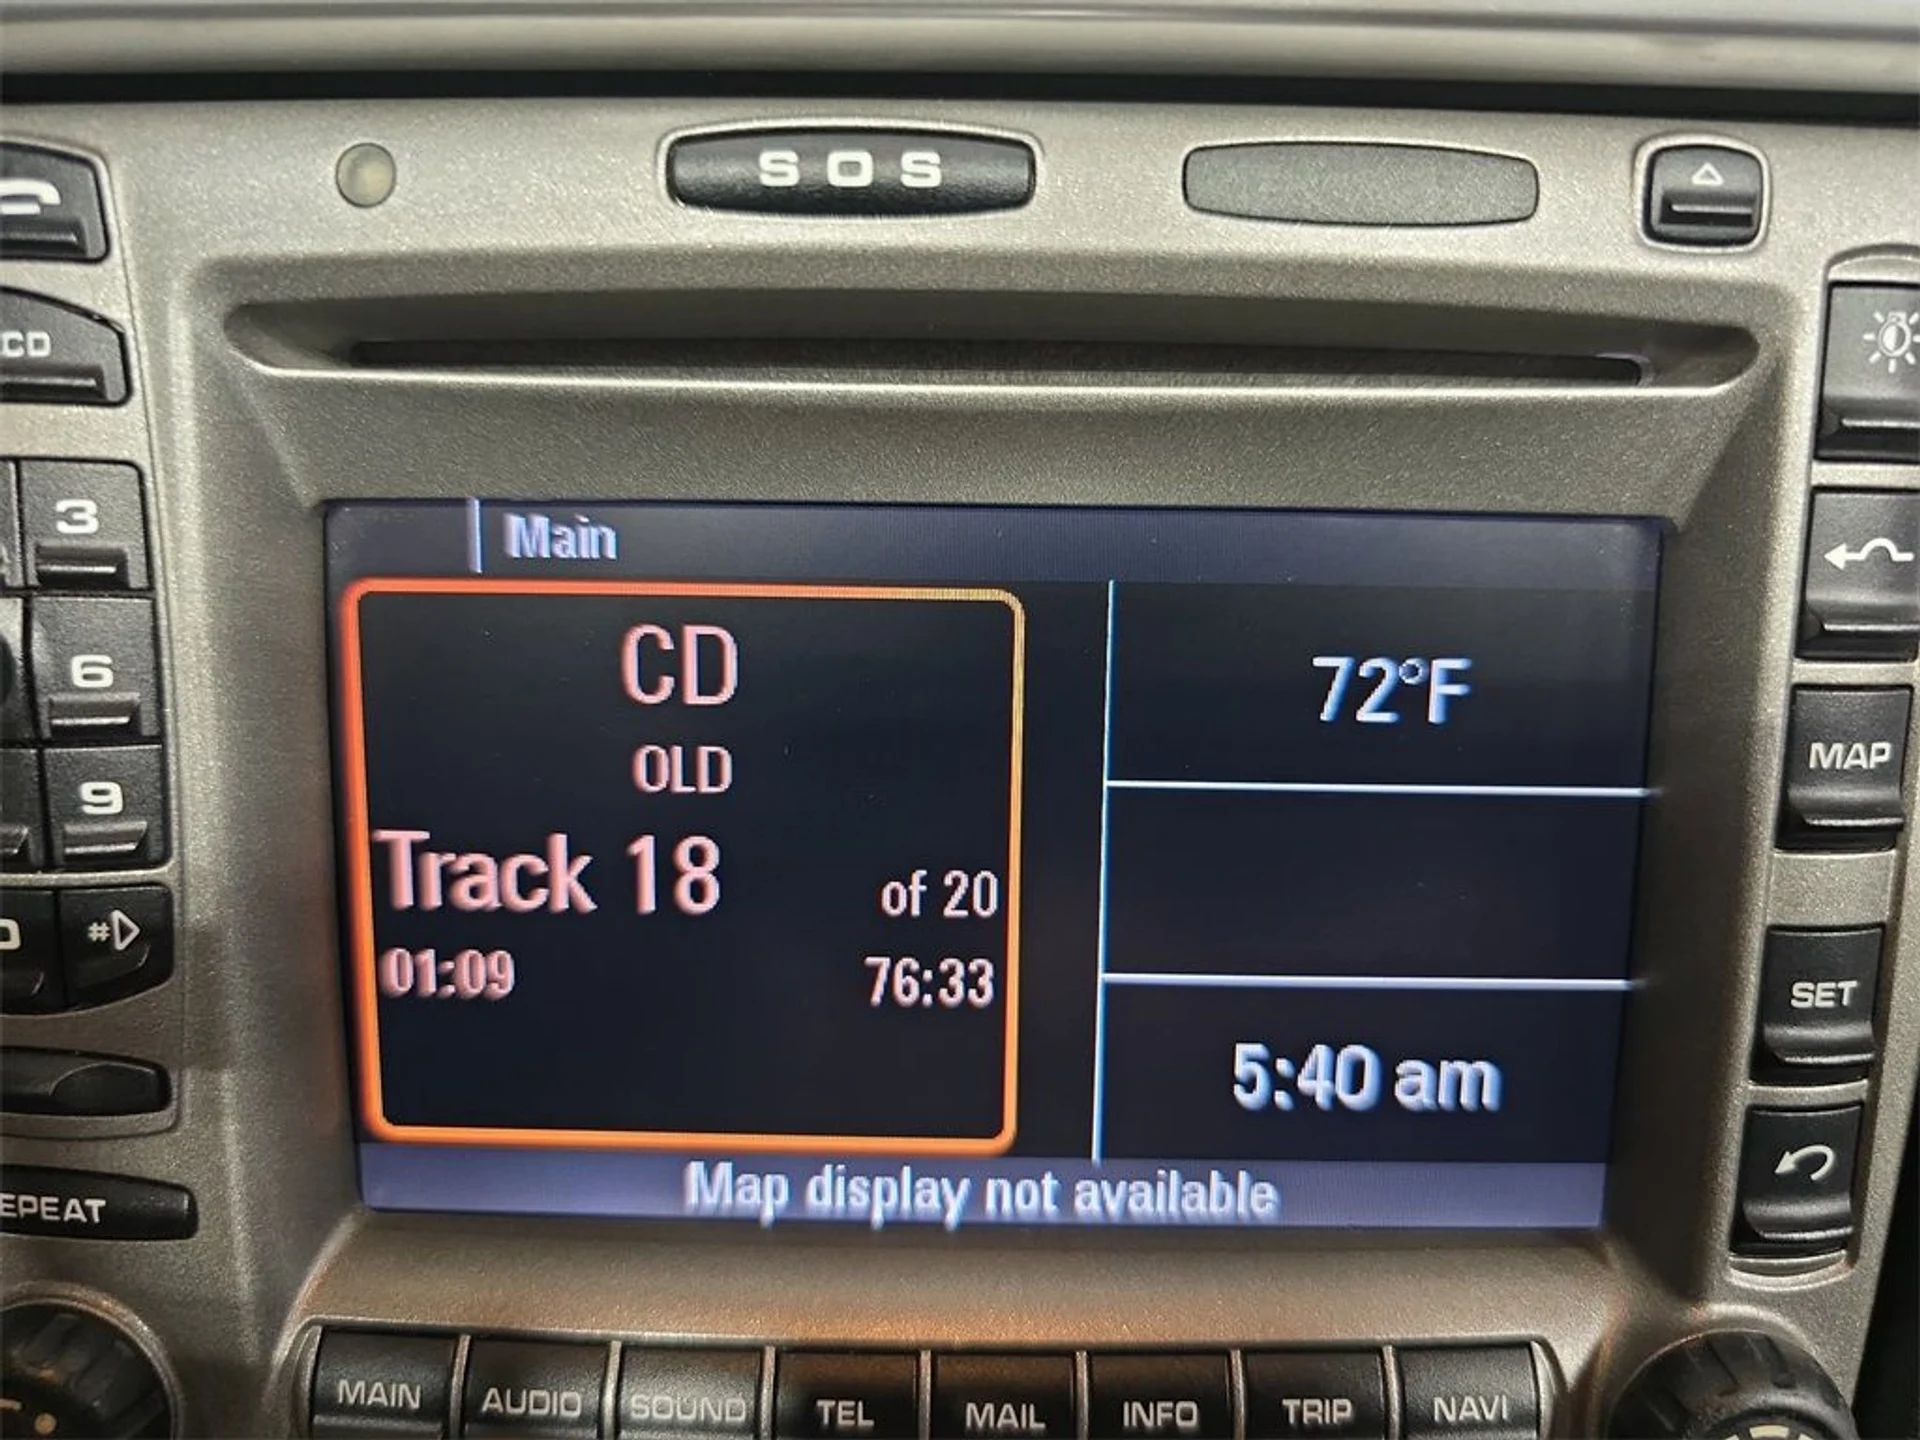 SOS
CD
3
6
9
#
EPEAT
Main
CD
OLD
Track 18 of 20
01:09 76:33
72°F
5:40 am
Map display not available
MAP
SET
MAIN AUDIO SOUND TEL MAIL INFO TRIP NAVI